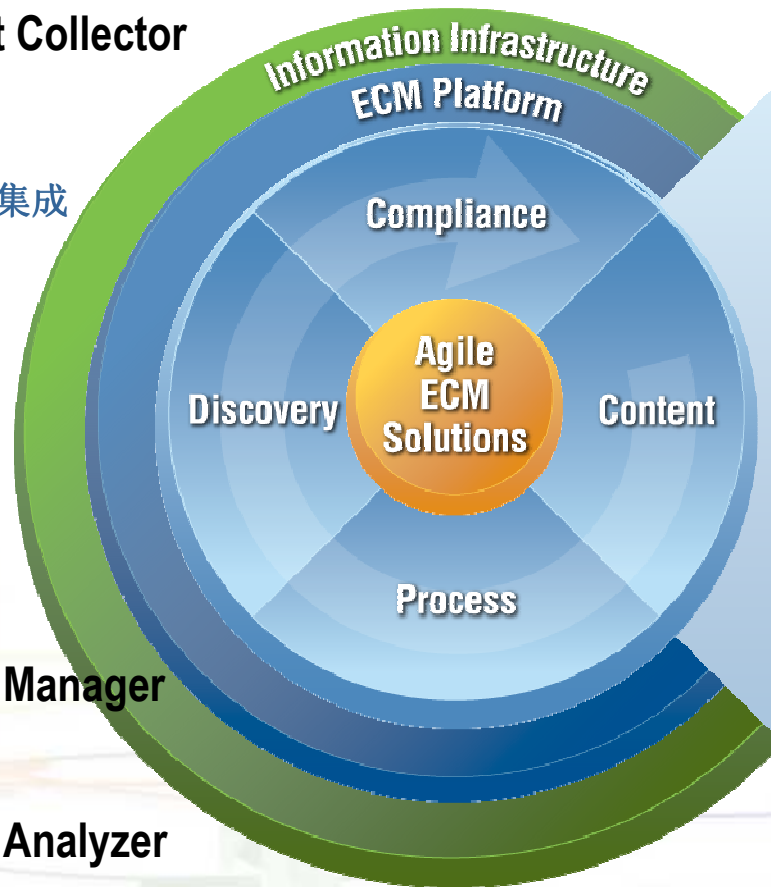 t Collector
Information Infrastructure
ECM Platform
集成
Compliance
Agile
ECM
Solutions
Discovery
Content
Process
Manager
Analyzer